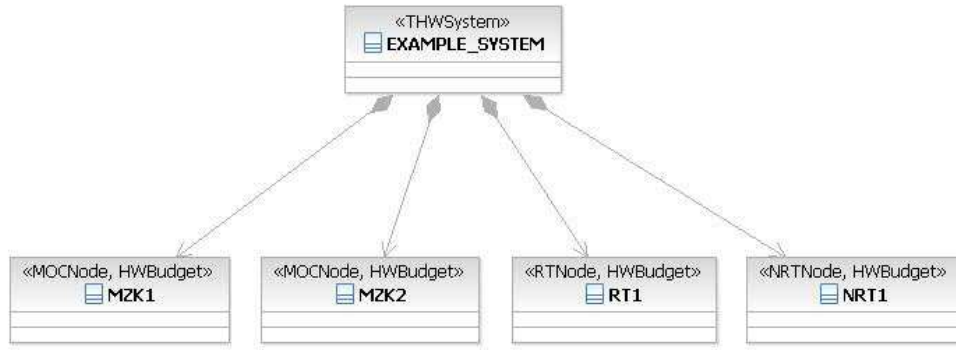 «THWSystem»
EXAMPLE_SYSTEM
«MOCNode, HWBudget»
MZK1
«MOCNode, HWBudget»
MZK2
«RTNode, HWBudget»
RT1
«NRTNode, HWBudget»
NRT1